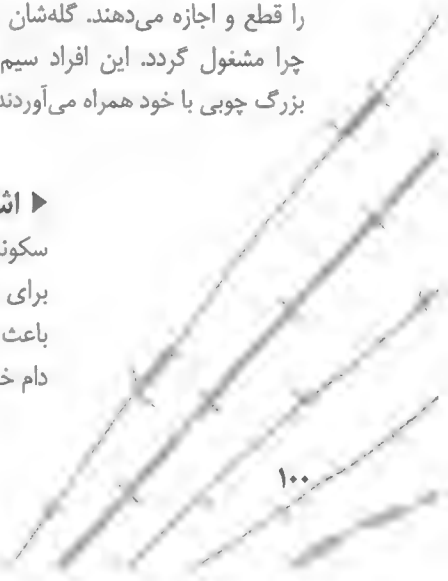 را قطع و اجازه می‌دهند. گله‌شان
چرا مشغول گردد. این افراد سیم
بزرگ چوبی با خود همراه می‌آوردند
◀ اش
سکون
برای
باعث
دام خ
۱۰۰